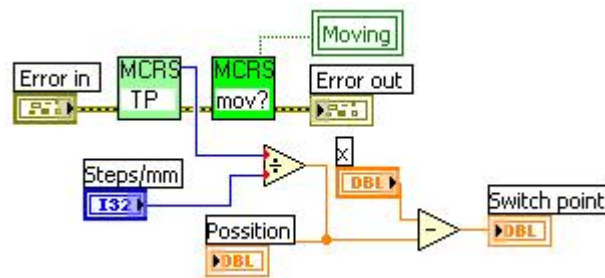 Moving
Error in
MCRS
TP
MCRS
mov?
Error out
Steps/mm
I32
÷
x
DBL
Possition
DBL
−
Switch point
DBL